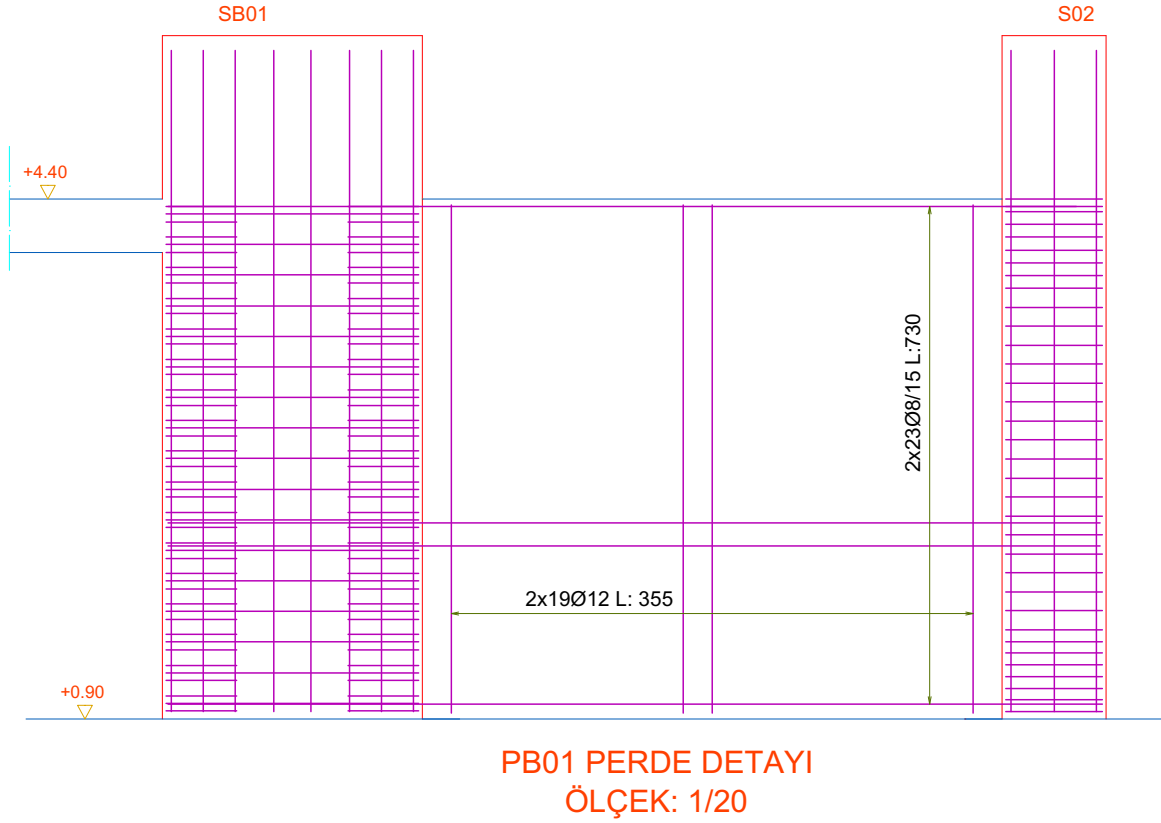 SB01
S02
+4.40
2x23Ø8/15 L:730
2x19Ø12 L: 355
+0.90
PB01 PERDE DETAYI
ÖLÇEK: 1/20